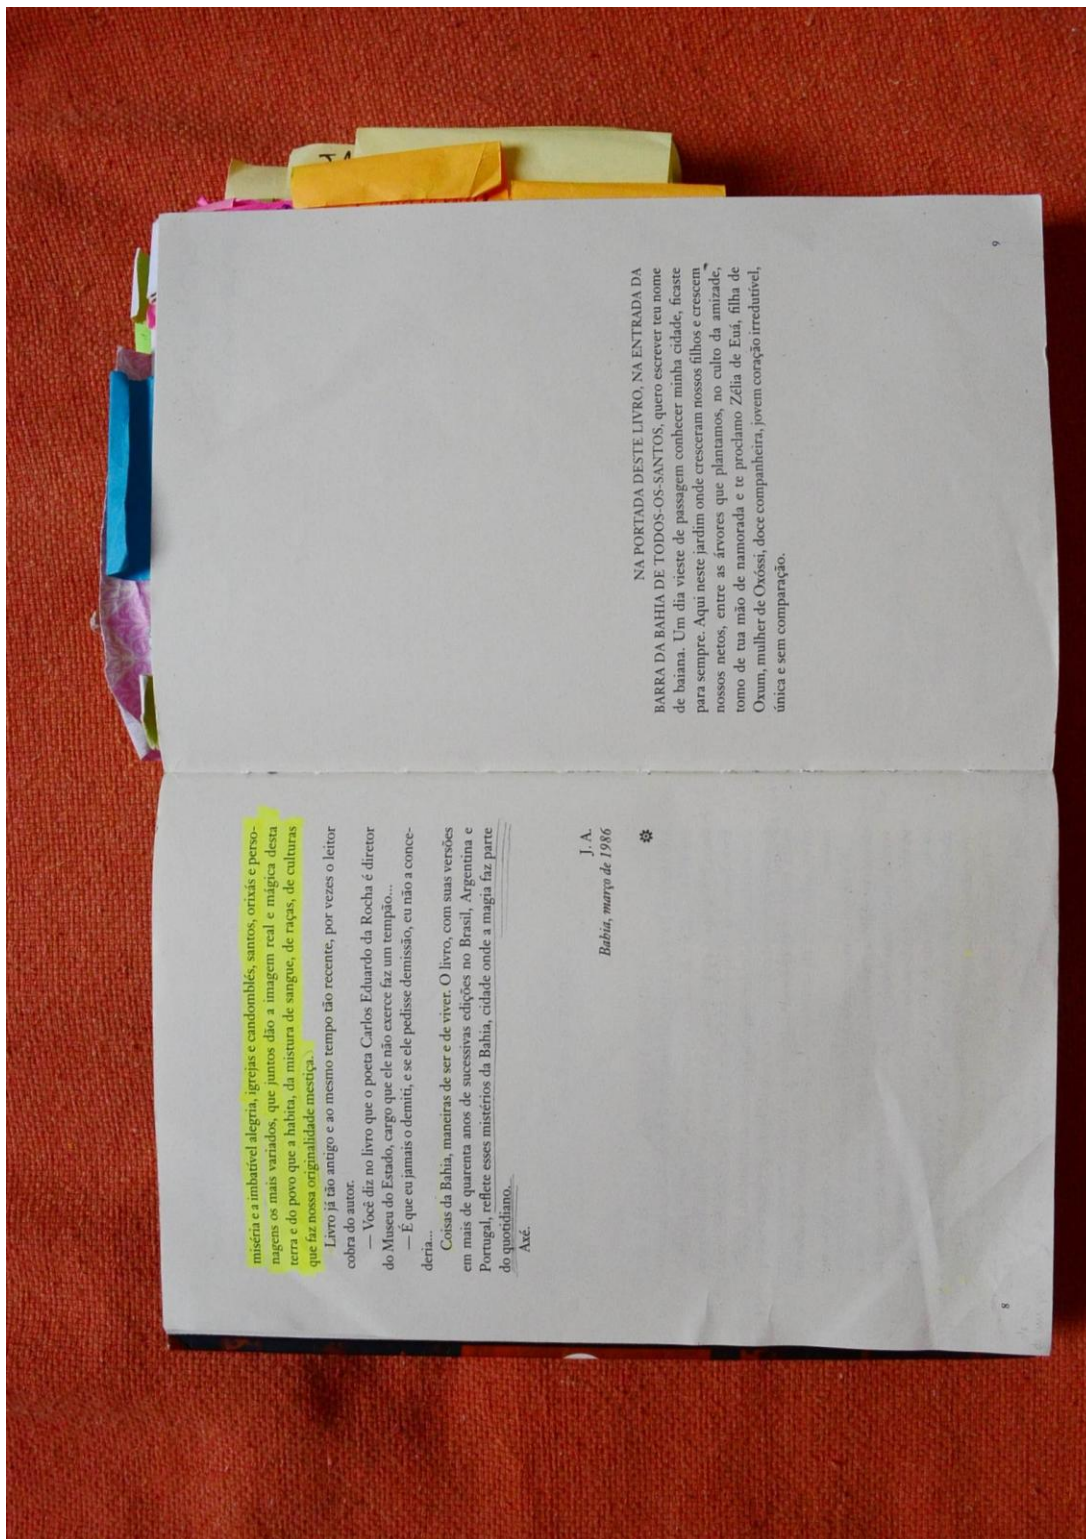 miséria e a imbatível alegria, igrejas e candomblés, santos, orixás e perso-
nagens os mais variados, que juntos dão a imagem real e mágica desta
terra e do povo que a habita, da mistura de sangue, de raças, de culturas
que faz nossa originalidade mestiça.
Livro já tão antigo e ao mesmo tempo tão recente, por vezes o leitor
cobra do autor.
— Você diz no livro que o poeta Carlos Eduardo da Rocha é diretor
do Museu do Estado, cargo que ele não exerce faz um tempão...
— É que eu jamais o demiti, e se ele pedisse demissão, eu não a conce-
deria...
Coisas da Bahia, maneiras de ser e de viver. O livro, com suas versões
em mais de quarenta anos de sucessivas edições no Brasil, Argentina e
Portugal, reflete esses mistérios da Bahia, cidade onde a magia faz parte
do quotidiano.
Axé.
J. A.
Bahia, março de 1986
8
NA PORTADA DESTE LIVRO, NA ENTRADA DA
BARRA DA BAHIA DE TODOS-OS-SANTOS, quero escrever teu nome
de baiana. Um dia vieste de passagem conhecer minha cidade, ficaste
para sempre. Aqui neste jardim onde cresceram nossos filhos e crescem
nossos netos, entre as árvores que plantamos, no culto da amizade,
tomo de tua mão de namorada e te proclamo Zélia de Euá, filha de
Oxum, mulher de Oxóssi, doce companheira, jovem coração irredutível,
única e sem comparação.
9